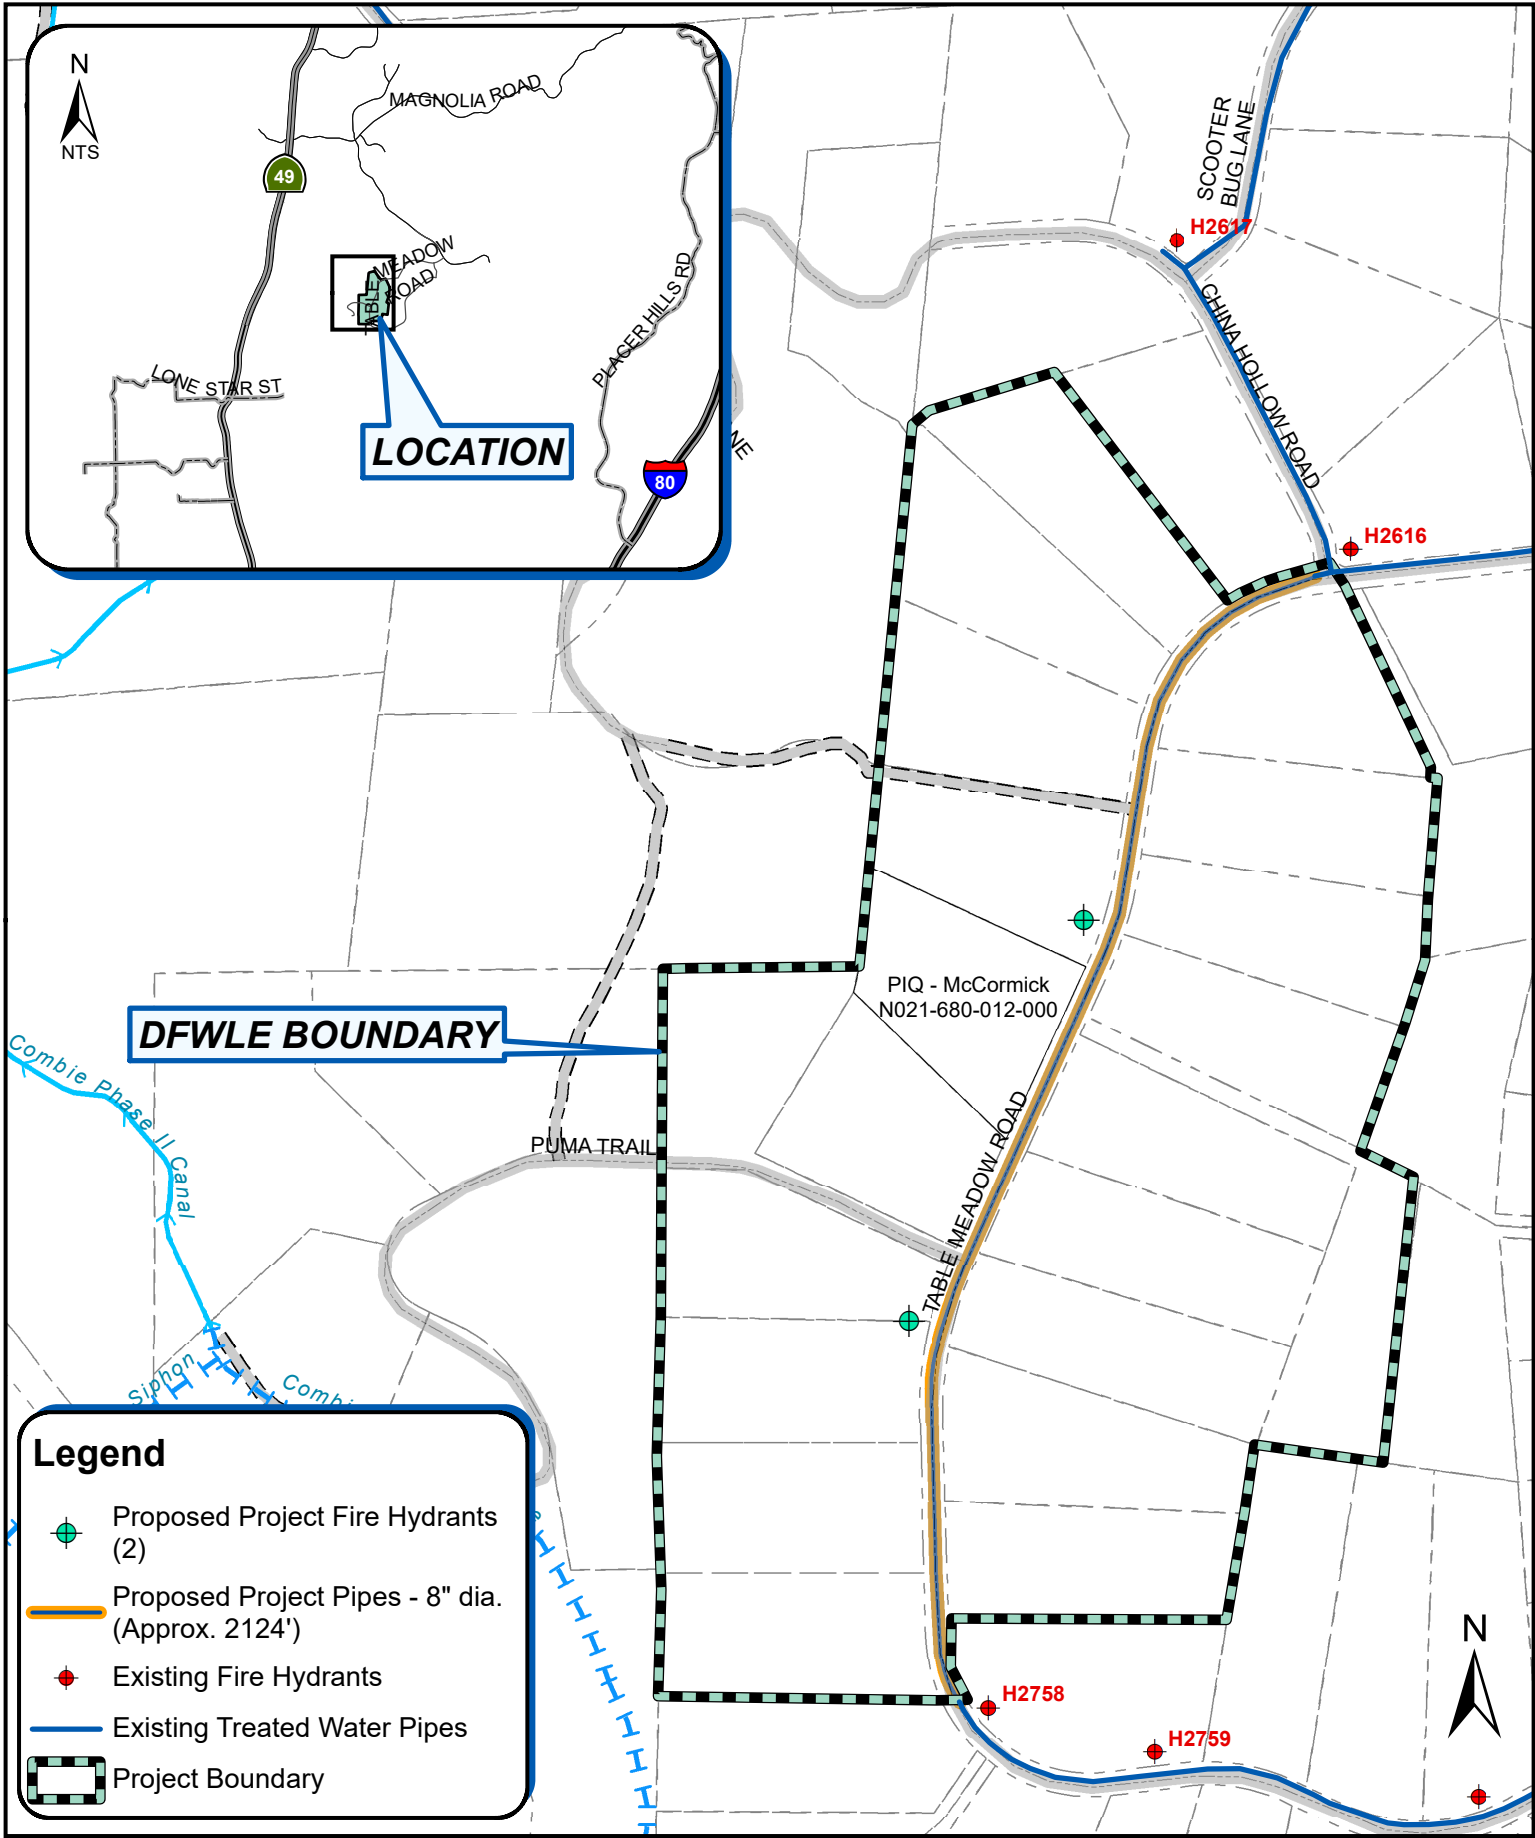 N
NTS
49
MAGNOLIA ROAD
TABLE MEADOW
ROAD
PLACER HILLS RD
LONE STAR ST
LOCATION
80
NE
SCOOTER
BUG LANE
H2617
CHINA HOLLOW ROAD
H2616
PIQ - McCormick
N021-680-012-000
DFWLE BOUNDARY
Combie Phase II Canal
PUMA TRAIL
TABLE MEADOW ROAD
Siphon
Combi
Legend
Proposed Project Fire Hydrants
(2)
Proposed Project Pipes - 8" dia.
(Approx. 2124')
Existing Fire Hydrants
Existing Treated Water Pipes
Project Boundary
H2758
H2759
N